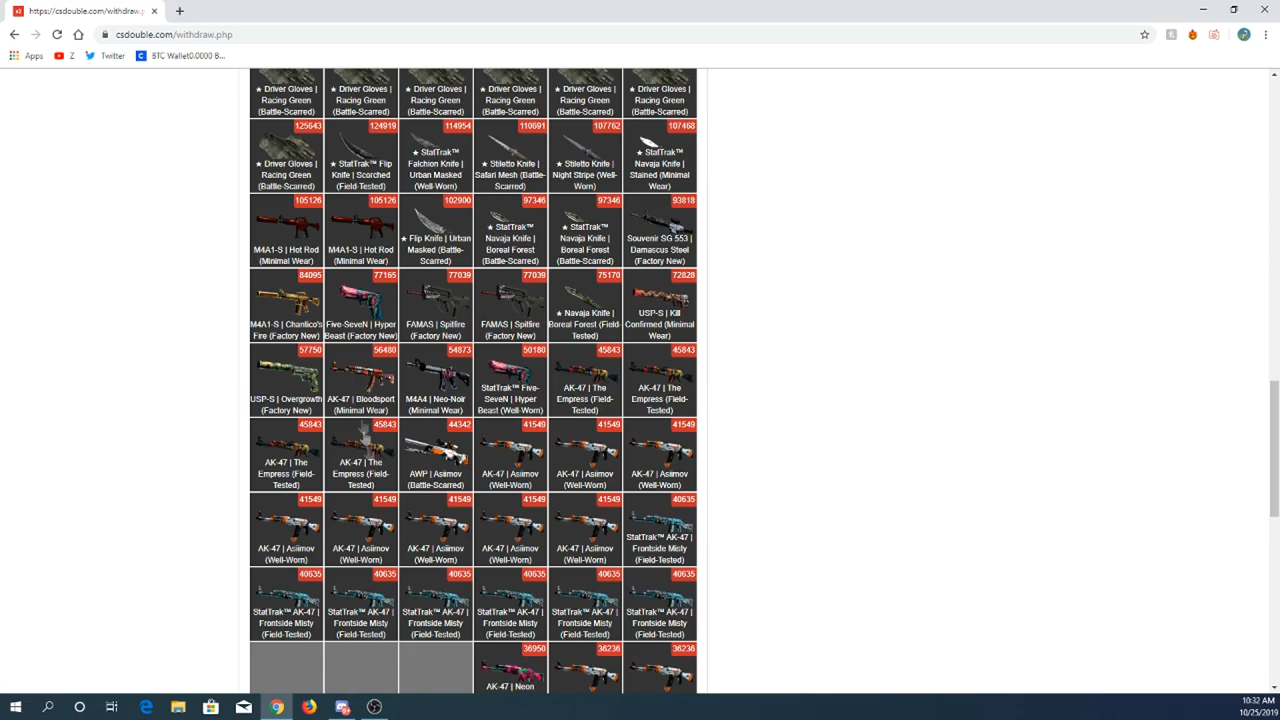 https://csdouble.com/withdraw.p
https://csdouble.com/withdraw.php
Apps
Z
Twitter
BTC Wallet0.0000 B...
★ Driver Gloves | Racing Green (Battle-Scarred)
★ Driver Gloves | Racing Green (Battle-Scarred)
★ Driver Gloves | Racing Green (Battle-Scarred)
★ Driver Gloves | Racing Green (Battle-Scarred)
★ Driver Gloves | Racing Green (Battle-Scarred)
★ Driver Gloves | Racing Green (Battle-Scarred)
125643
★ Driver Gloves | Racing Green (Battle-Scarred)
124919
★ StatTrak™ Flip Knife | Scorched (Field-Tested)
114954
★ StatTrak™ Falchion Knife | Urban Masked (Well-Worn)
110691
★ Stiletto Knife | Safari Mesh (Battle-Scarred)
107762
★ Stiletto Knife | Night Stripe (Well-Worn)
107468
★ StatTrak™ Navaja Knife | Stained (Minimal Wear)
105126
M4A1-S | Hot Rod (Minimal Wear)
105126
M4A1-S | Hot Rod (Minimal Wear)
102900
★ Flip Knife | Urban Masked (Battle-Scarred)
97346
★ StatTrak™ Navaja Knife | Boreal Forest (Battle-Scarred)
97346
★ StatTrak™ Navaja Knife | Boreal Forest (Battle-Scarred)
93818
Souvenir SG 553 | Damascus Steel (Factory New)
84095
M4A1-S | Chantico's Fire (Factory New)
77165
Five-SeveN | Hyper Beast (Factory New)
77039
FAMAS | Spitfire (Factory New)
77039
FAMAS | Spitfire (Factory New)
75170
★ Navaja Knife | Boreal Forest (Field-Tested)
72828
USP-S | Kill Confirmed (Minimal Wear)
57750
USP-S | Overgrowth (Factory New)
56480
AK-47 | Bloodsport (Minimal Wear)
54873
M4A4 | Neo-Noir (Minimal Wear)
50180
StatTrak™ Five-SeveN | Hyper Beast (Well-Worn)
45843
AK-47 | The Empress (Field-Tested)
45843
AK-47 | The Empress (Field-Tested)
45843
AK-47 | The Empress (Field-Tested)
45843
AK-47 | The Empress (Field-Tested)
44342
AWP | Asiimov (Battle-Scarred)
41549
AK-47 | Asiimov (Well-Worn)
41549
AK-47 | Asiimov (Well-Worn)
41549
AK-47 | Asiimov (Well-Worn)
41549
AK-47 | Asiimov (Well-Worn)
41549
AK-47 | Asiimov (Well-Worn)
41549
AK-47 | Asiimov (Well-Worn)
41549
AK-47 | Asiimov (Well-Worn)
41549
AK-47 | Asiimov (Well-Worn)
40635
StatTrak™ AK-47 | Frontside Misty (Field-Tested)
40635
StatTrak™ AK-47 | Frontside Misty (Field-Tested)
40635
StatTrak™ AK-47 | Frontside Misty (Field-Tested)
40635
StatTrak™ AK-47 | Frontside Misty (Field-Tested)
40635
StatTrak™ AK-47 | Frontside Misty (Field-Tested)
40635
StatTrak™ AK-47 | Frontside Misty (Field-Tested)
40635
StatTrak™ AK-47 | Frontside Misty (Field-Tested)
36950
AK-47 | Neon
36236
36236
10:32 AM
10/25/2019